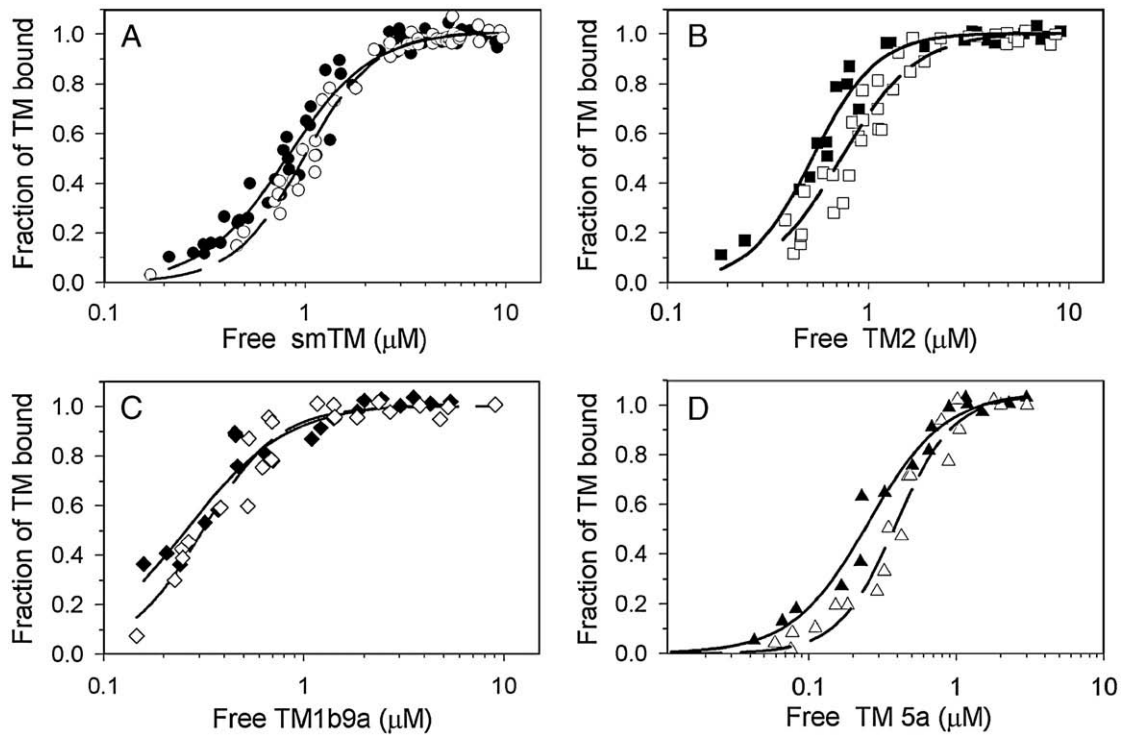 A
Fraction of TM bound
1.0
0.8
0.6
0.4
0.2
0.0
0.1 1 10
Free smTM (μM)
B
Fraction of TM bound
1.0
0.8
0.6
0.4
0.2
0.0
0.1 1 10
Free TM2 (μM)
C
Fraction of TM bound
1.0
0.8
0.6
0.4
0.2
0.0
0.1 1 10
Free TM1b9a (μM)
D
Fraction of TM bound
1.0
0.8
0.6
0.4
0.2
0.0
0.1 1 10
Free TM 5a (μM)